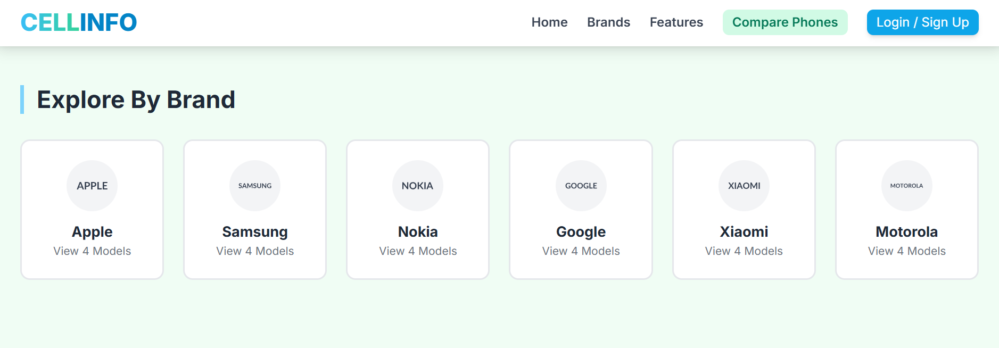 CELLINFO
Home Brands Features Compare Phones Login / Sign Up
Explore By Brand
APPLE SAMSUNG NOKIA GOOGLE XIAOMI MOTOROLA
Apple Samsung Nokia Google Xiaomi Motorola
View 4 Models View 4 Models View 4 Models View 4 Models View 4 Models View 4 Models